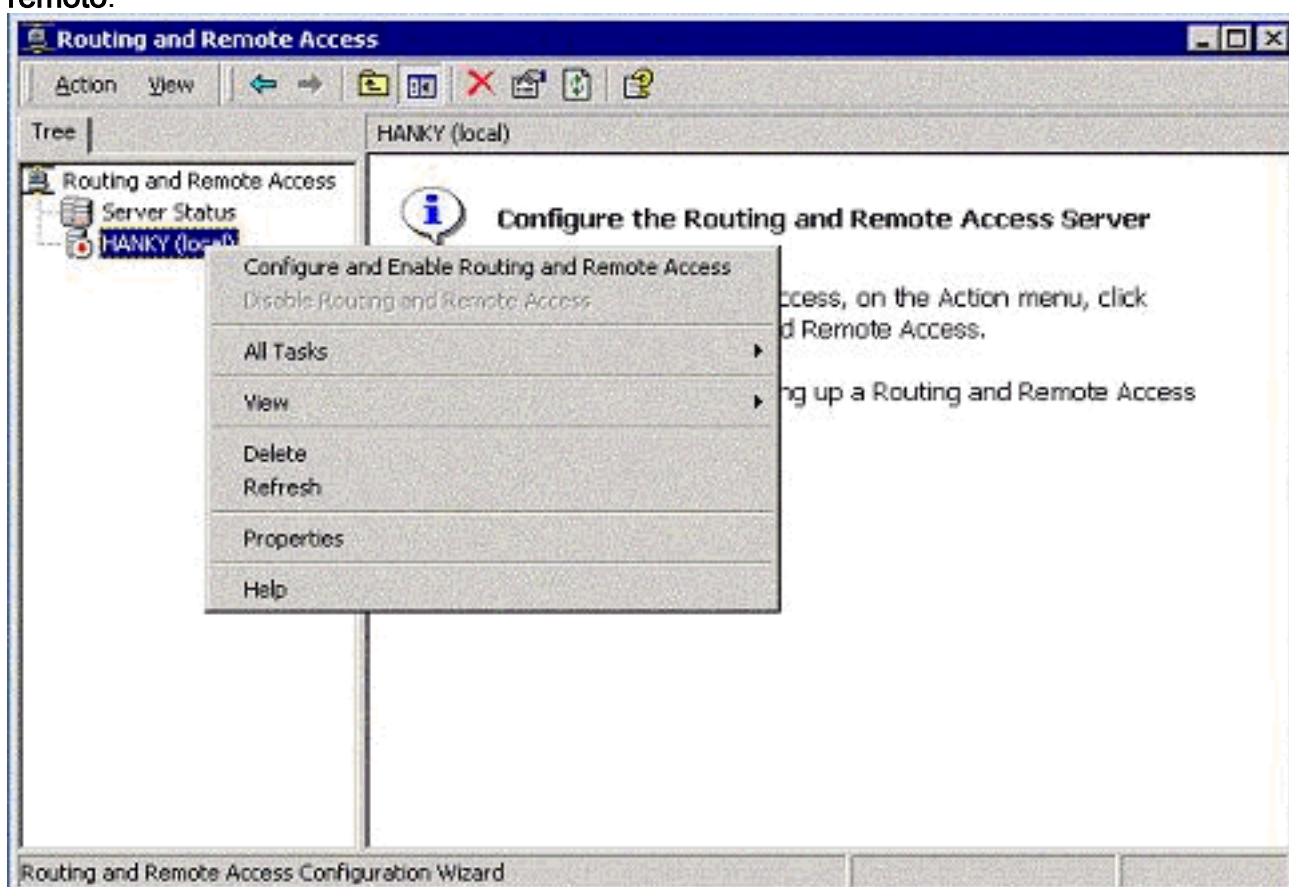 remoto.
Routing and Remote Access
Action View
Tree
HANKY (local)
Routing and Remote Access
Server Status
HANKY (local)
Configure the Routing and Remote Access Server
ccess, on the Action menu, click
d Remote Access.
ng up a Routing and Remote Access
Configure and Enable Routing and Remote Access
Disable Routing and Remote Access
All Tasks
View
Delete
Refresh
Properties
Help
Routing and Remote Access Configuration Wizard